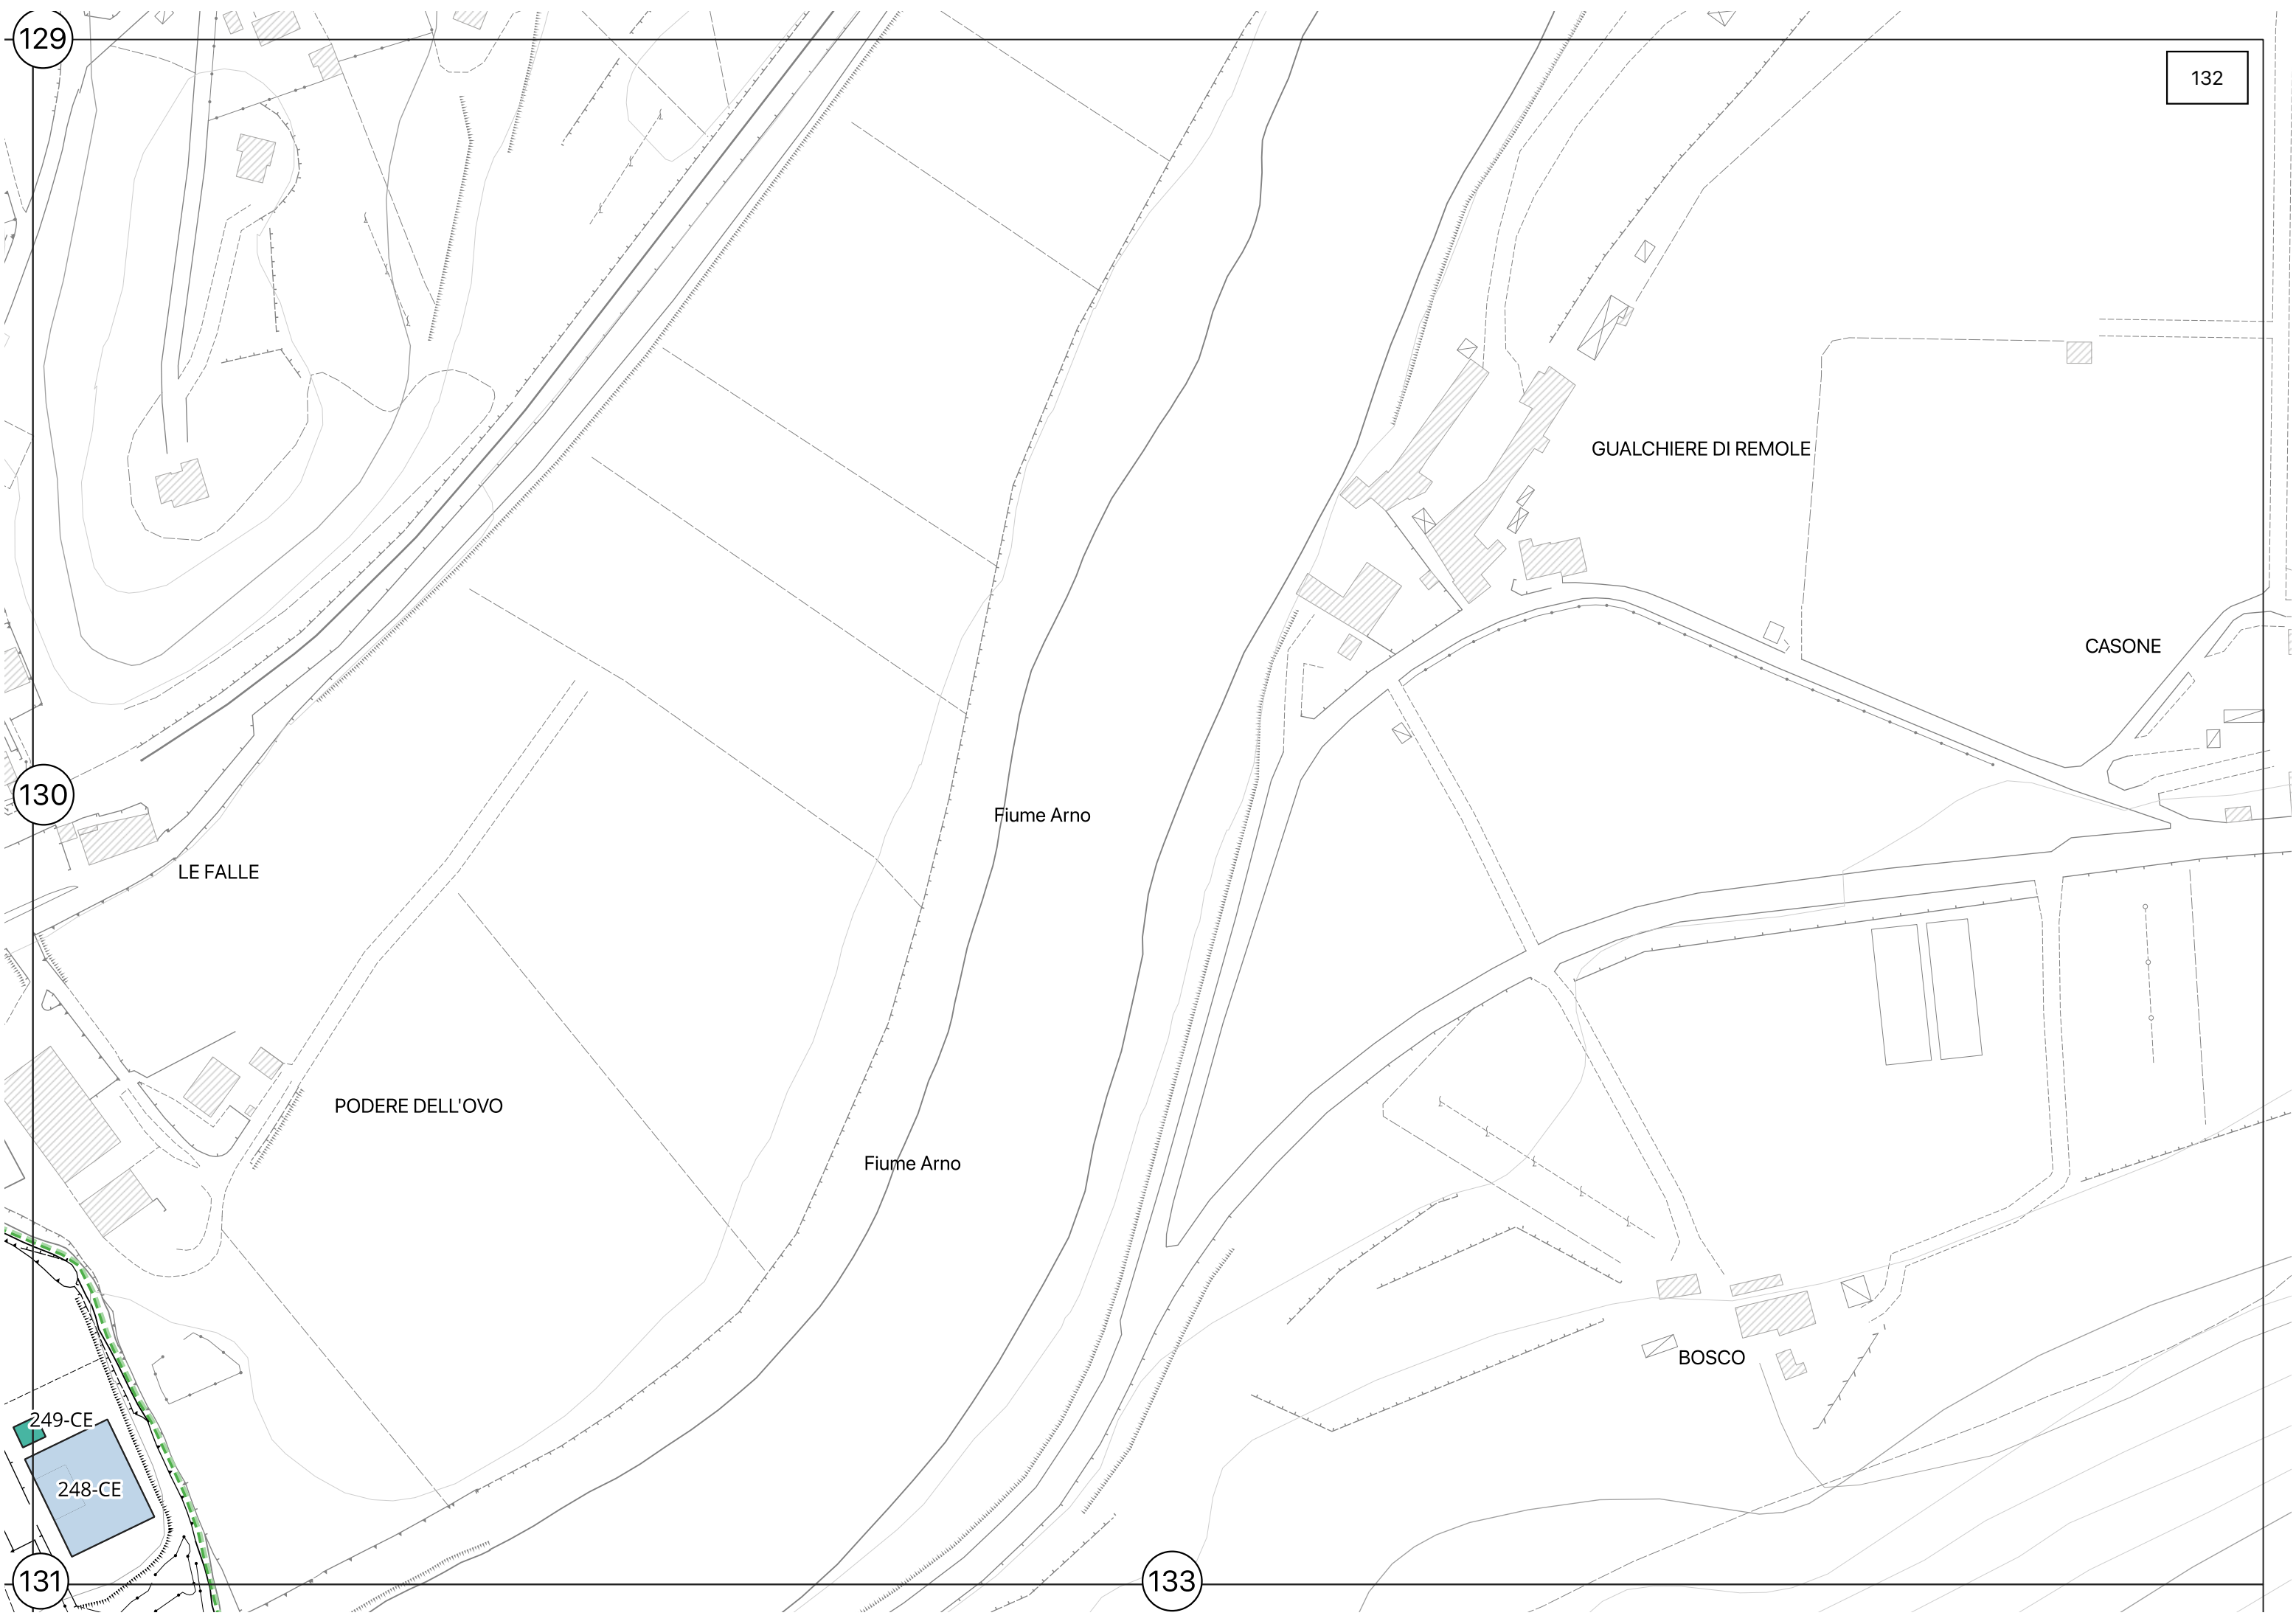 129
132
GUALCHIERE DI REMOLE
CASONE
130
Fiume Arno
LE FALLE
PODERE DELL'OVO
Fiume Arno
BOSCO
249-CE
248-CE
131
133